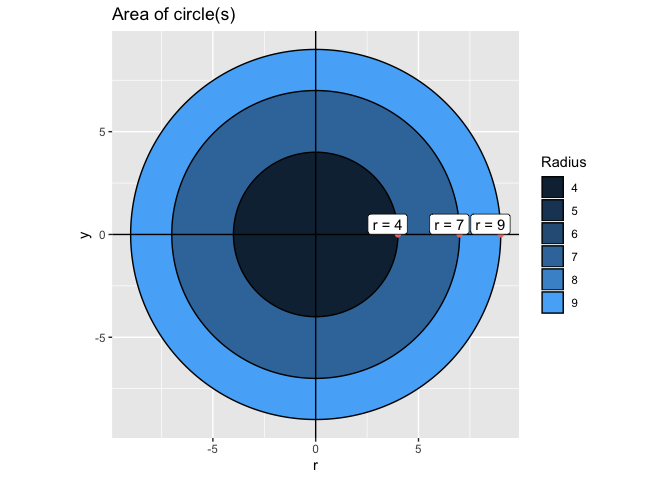 Area of circle(s)
y
5
0
-5
r = 4
r = 7
r = 9
-5
0
5
r
Radius
4
5
6
7
8
9